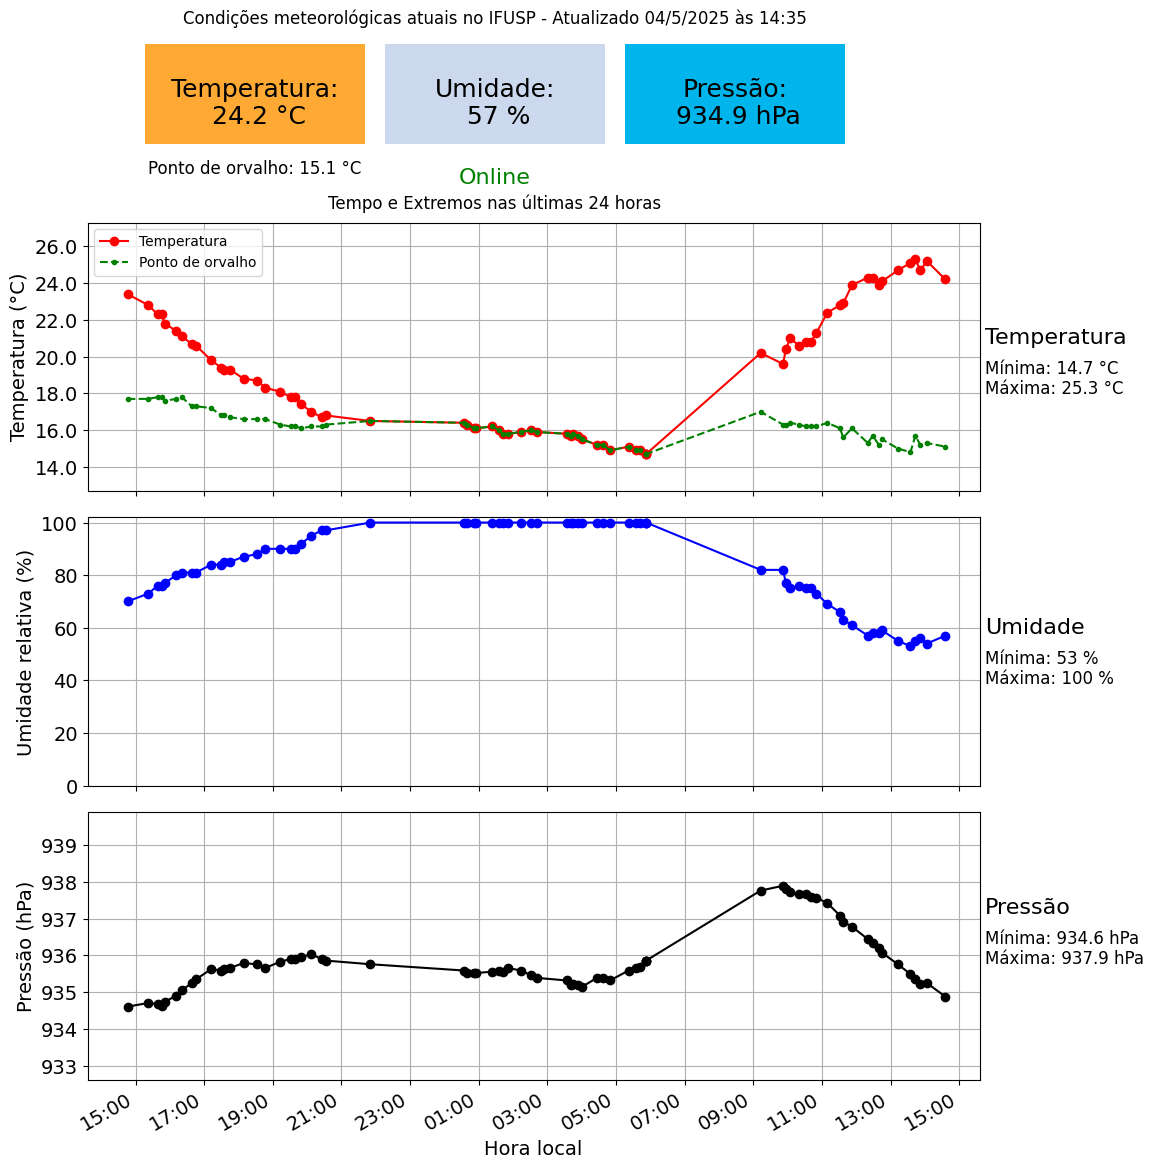 Condições meteorológicas atuais no IFUSP - Atualizado 04/5/2025 às 14:35
Temperatura:
24.2 °C
Umidade:
57 %
Pressão:
934.9 hPa
Ponto de orvalho: 15.1 °C
Online
Tempo e Extremos nas últimas 24 horas
Temperatura (°C)
26.0
24.0
22.0
20.0
18.0
16.0
14.0
Temperatura
Ponto de orvalho
Temperatura
Mínima: 14.7 °C
Máxima: 25.3 °C
Umidade relativa (%)
100
80
60
40
20
0
Umidade
Mínima: 53 %
Máxima: 100 %
Pressão (hPa)
939
938
937
936
935
934
933
Pressão
Mínima: 934.6 hPa
Máxima: 937.9 hPa
15:00 17:00 19:00 21:00 23:00 01:00 03:00 05:00 07:00 09:00 11:00 13:00 15:00
Hora local